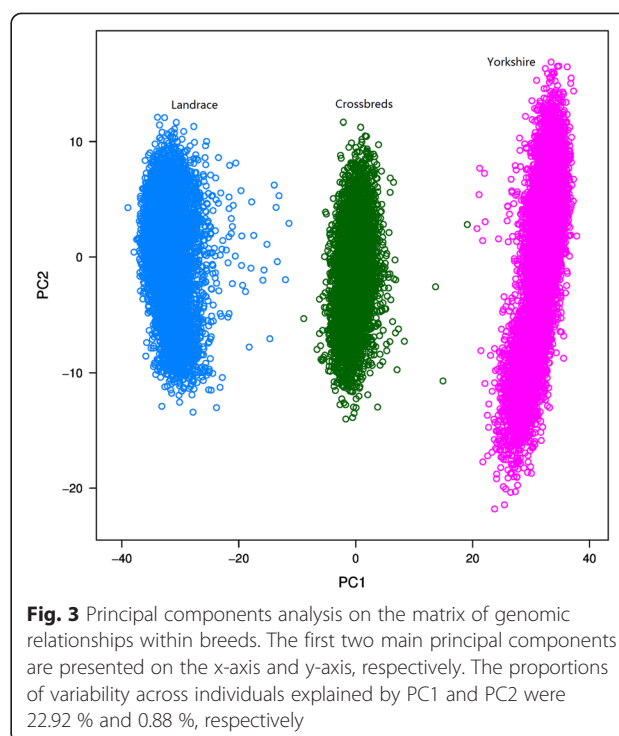 Yorkshire
Landrace
Crossbreds
10
0
−10
−20
PC2
−40
−20
0
20
40
PC1
Fig. 3 Principal components analysis on the matrix of genomic
relationships within breeds. The first two main principal components
are presented on the x-axis and y-axis, respectively. The proportions
of variability across individuals explained by PC1 and PC2 were
22.92 % and 0.88 %, respectively